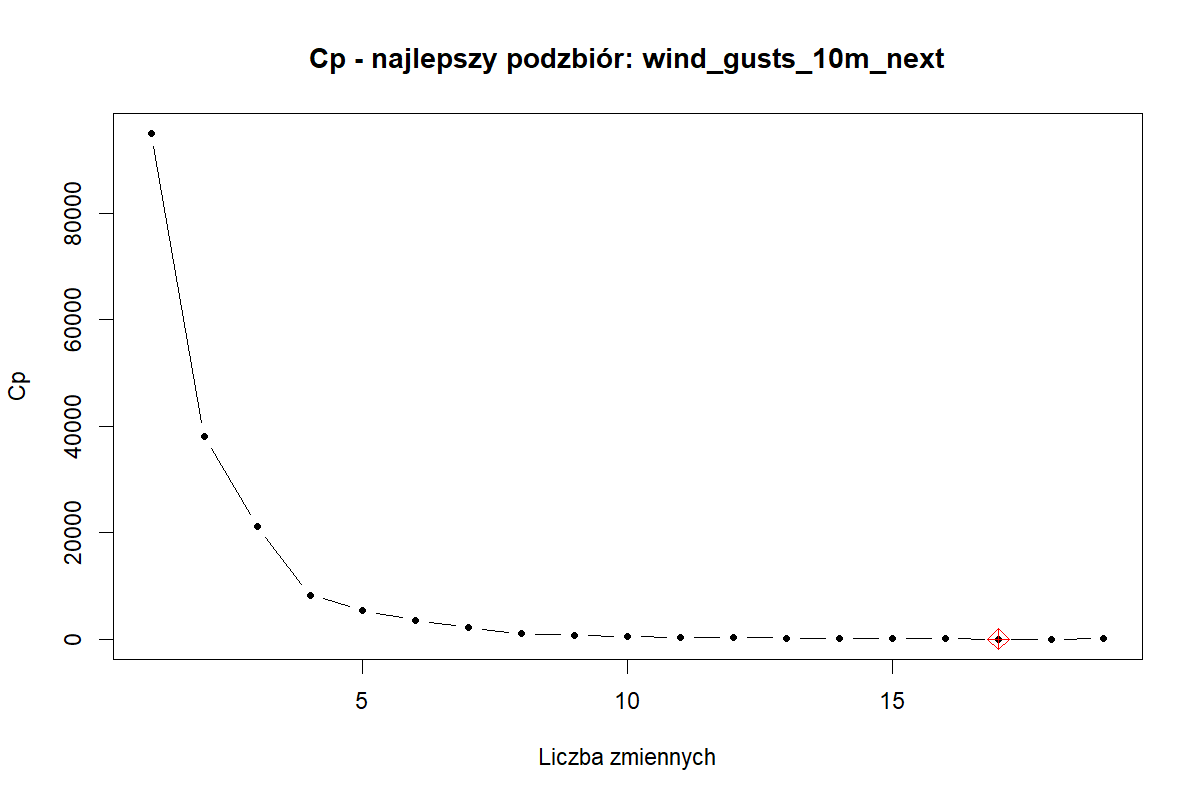 Cp - najlepszy podzbiór: wind_gusts_10m_next
Cp
80000
60000
40000
20000
0
5 10 15
Liczba zmiennych